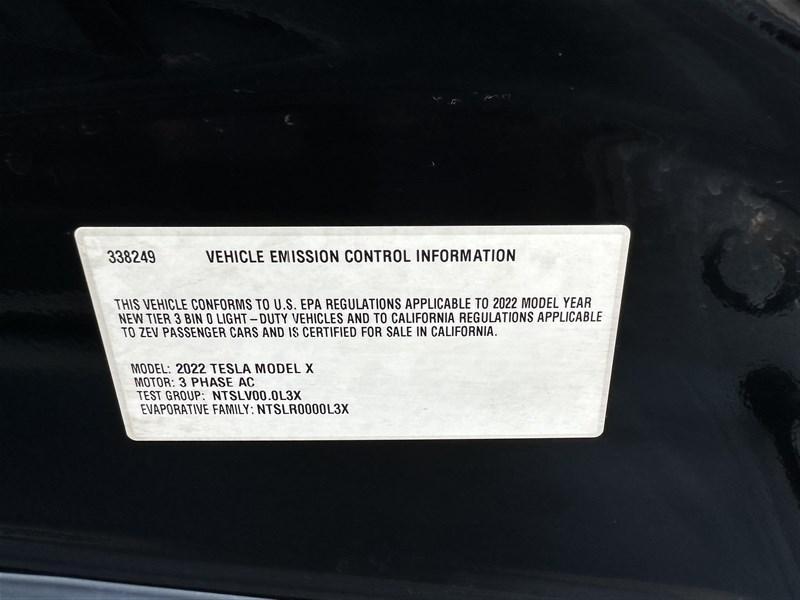 338249 VEHICLE EMISSION CONTROL INFORMATION
THIS VEHICLE CONFORMS TO U.S. EPA REGULATIONS APPLICABLE TO 2022 MODEL YEAR
NEW TIER 3 BIN 0 LIGHT-DUTY VEHICLES AND TO CALIFORNIA REGULATIONS APPLICABLE
TO ZEV PASSENGER CARS AND IS CERTIFIED FOR SALE IN CALIFORNIA.
MODEL: 2022 TESLA MODEL X
MOTOR: 3 PHASE AC
TEST GROUP: NTSLV00.0L3X
EVAPORATIVE FAMILY: NTSLR0000L3X